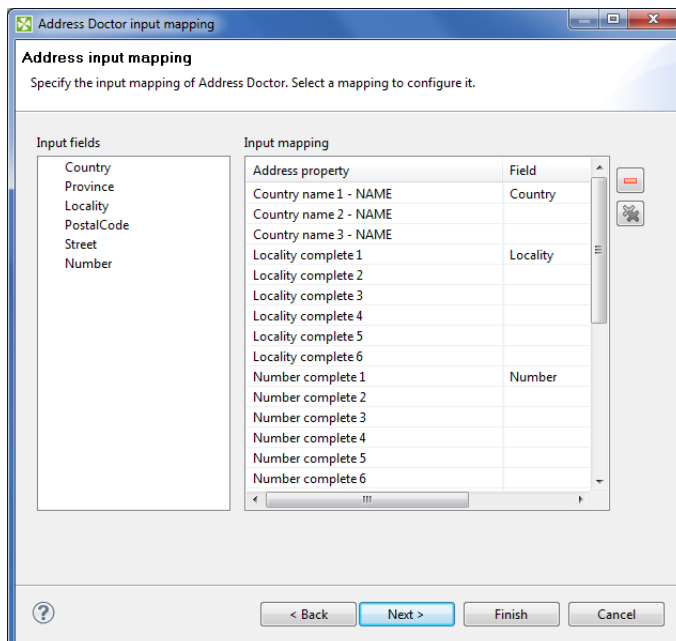 Address Doctor input mapping
Address input mapping
Specify the input mapping of Address Doctor. Select a mapping to configure it.
Input fields
Country
Province
Locality
PostalCode
Street
Number
Input mapping
Address property Field
Country name 1 - NAME Country
Country name 2 - NAME
Country name 3 - NAME
Locality complete 1 Locality
Locality complete 2
Locality complete 3
Locality complete 4
Locality complete 5
Locality complete 6
Number complete 1 Number
Number complete 2
Number complete 3
Number complete 4
Number complete 5
Number complete 6
< Back Next > Finish Cancel